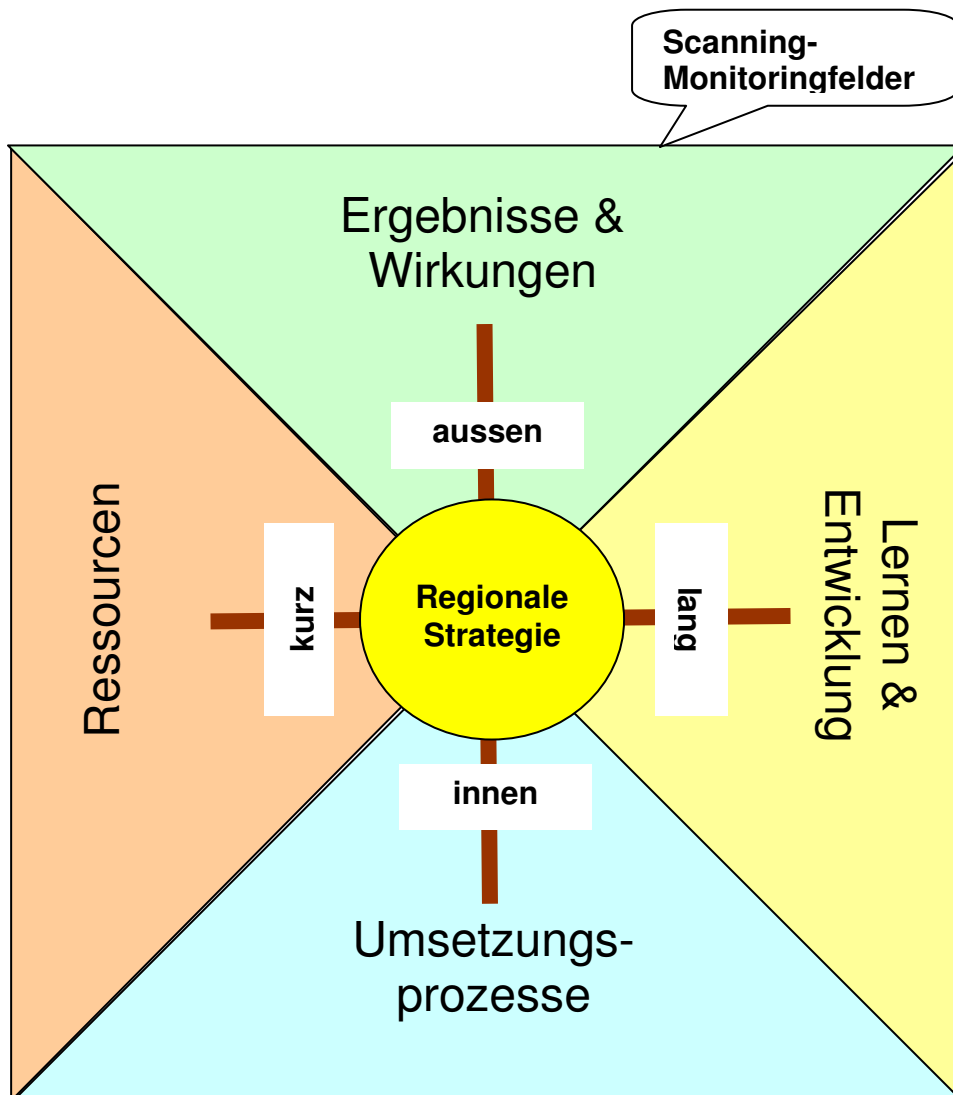 Scanning-
Monitoringfelder
Ergebnisse &
Wirkungen
aussen
Ressourcen
kurz
Regionale
Strategie
lang
Lernen &
Entwicklung
innen
Umsetzungs-
prozesse